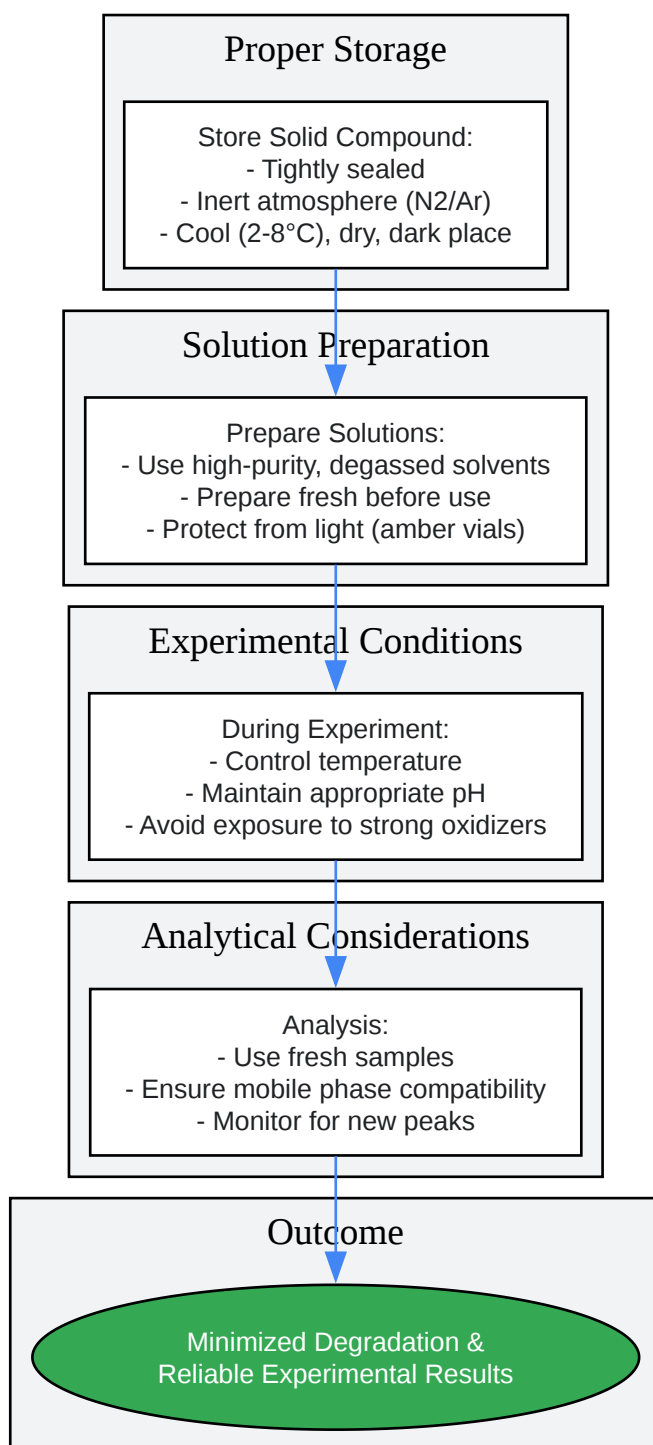 Proper Storage
Store Solid Compound:
- Tightly sealed
- Inert atmosphere (N2/Ar)
- Cool (2-8°C), dry, dark place
Solution Preparation
Prepare Solutions:
- Use high-purity, degassed solvents
- Prepare fresh before use
- Protect from light (amber vials)
Experimental Conditions
During Experiment:
- Control temperature
- Maintain appropriate pH
- Avoid exposure to strong oxidizers
Analytical Considerations
Analysis:
- Use fresh samples
- Ensure mobile phase compatibility
- Monitor for new peaks
Outcome
Minimized Degradation &
Reliable Experimental Results